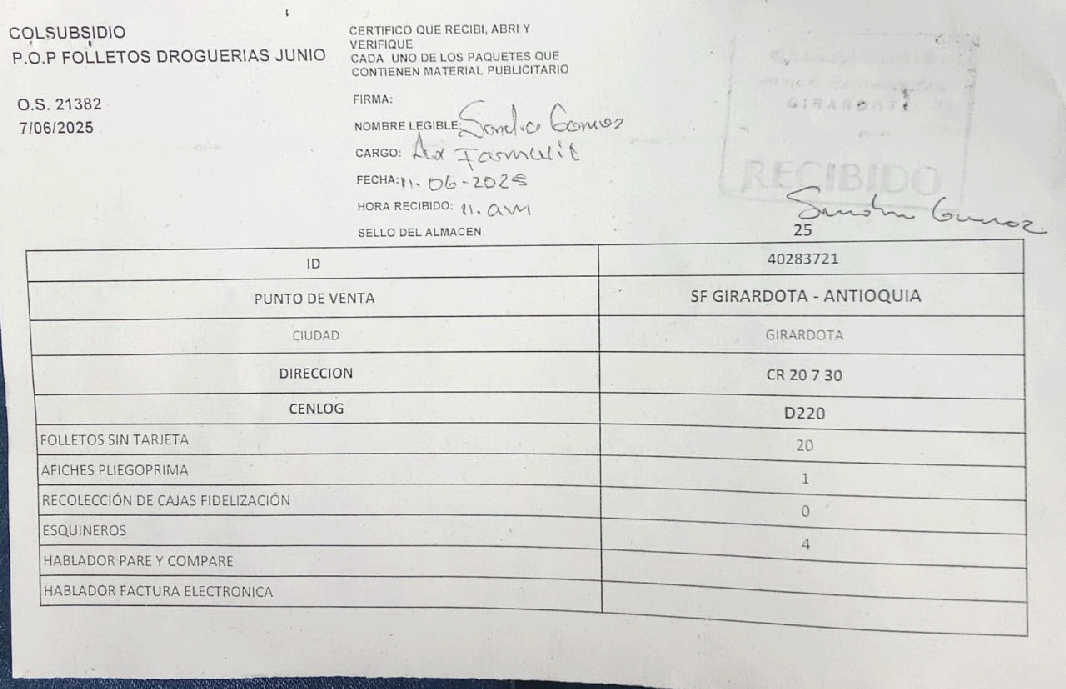 COLSUBSIDIO
P.O.P FOLLETOS DROGUERIAS JUNIO
O.S. 21382
7/06/2025
CERTIFICO QUE RECIBI, ABRI Y
VERIFIQUE
CADA UNO DE LOS PAQUETES QUE
CONTIENEN MATERIAL PUBLICITARIO
FIRMA:
NOMBRE LEGIBLE: Sandra Gomez
CARGO: Aux
FECHA: 11-06-2025
HORA RECIBIDO: 11. am
SELLO DEL ALMACEN
GIRARDOTA
RECIBIDO
Sandra Gomez
25
ID 40283721
PUNTO DE VENTA SF GIRARDOTA - ANTIOQUIA
CIUDAD GIRARDOTA
DIRECCION CR 20 7 30
CENLOG D220
FOLLETOS SIN TARJETA 20
AFICHES PLIEGOPRIMA 1
RECOLECCIÓN DE CAJAS FIDELIZACIÓN 0
ESQUINEROS 4
HABLADOR PARE Y COMPARE
HABLADOR FACTURA ELECTRONICA